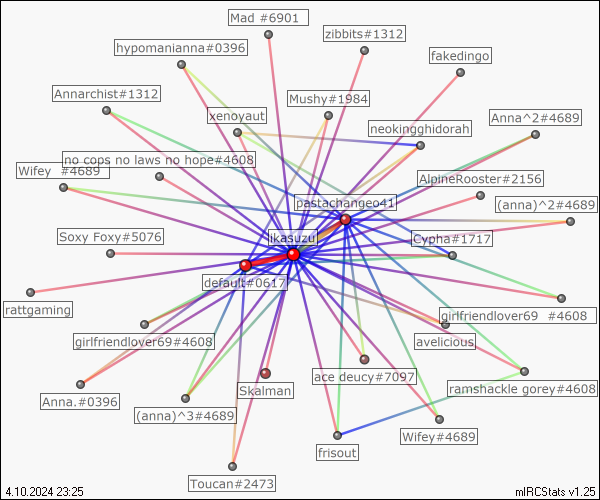 Mad #6901
zibbits#1312
hypomanianna#0396
fakedingo
Annarchist#1312
Mushy#1984
xenoyaut
Anna^2#4689
neokingghidorah
no cops no laws no hope#4608
Wifey #4689
AlpineRooster#2156
pastachangeo41
(anna)^2#4689
Soxy Foxy#5076
likasuzu
Cypha#1717
default#0617
rattgaming
girlfriendlover69 #4608
girlfriendlover69#4608
avelicious
ace deucy#7097
Skalman
ramshackle gorey#4608
Anna.#0396
(anna)^3#4689
Wifey#4689
frisout
Toucan#2473
4.10.2024 23:25
mIRCStats v1.25